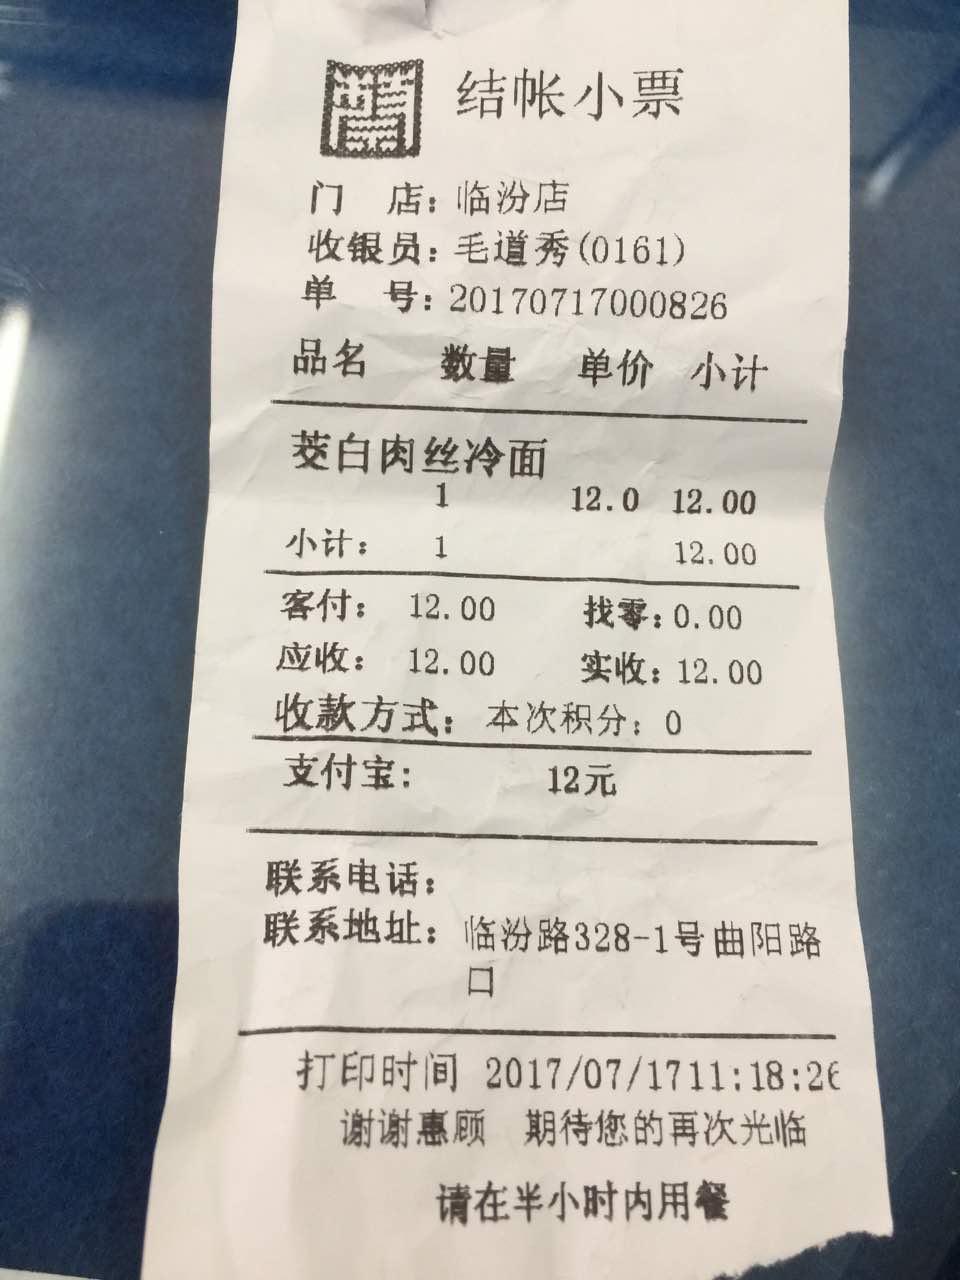 结帐小票
门 店：临汾店
收银员：毛道秀(0161)
单 号：20170717000826
品名 数量 单价 小计
茭白肉丝冷面
1 12.0 12.00
小计： 1 12.00
客付： 12.00 找零：0.00
应收： 12.00 实收：12.00
收款方式：本次积分：0
支付宝： 12元
联系电话：
联系地址：临汾路328-1号曲阳路
口
打印时间 2017/07/1711:18:26
谢谢惠顾 期待您的再次光临
请在半小时内用餐